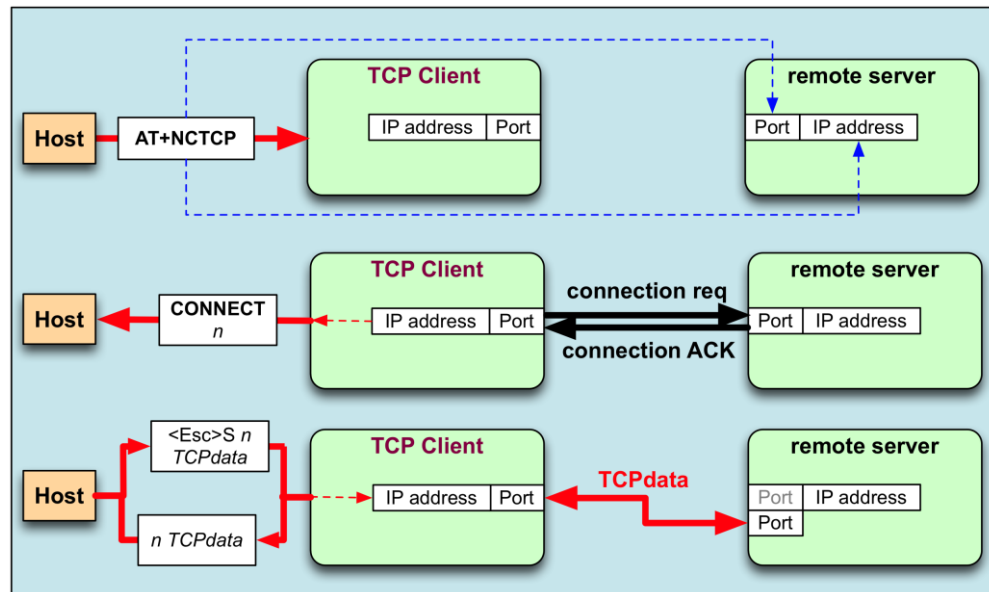 TCP Client
remote server
Host
AT+NCTCP
IP address
Port
Port
IP address
TCP Client
remote server
Host
CONNECT
n
IP address
Port
connection req
connection ACK
Port
IP address
TCP Client
remote server
Host
<Esc>S n
TCPdata
n TCPdata
IP address
Port
TCPdata
Port
IP address
Port